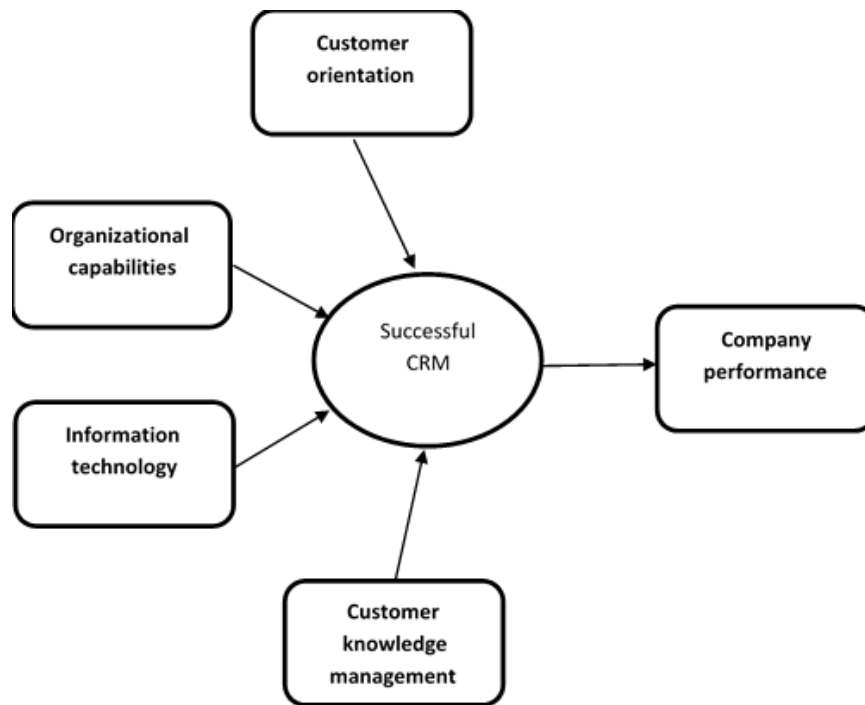 Customer
orientation
Organizational
capabilities
Successful
CRM
Company
performance
Information
technology
Customer
knowledge
management